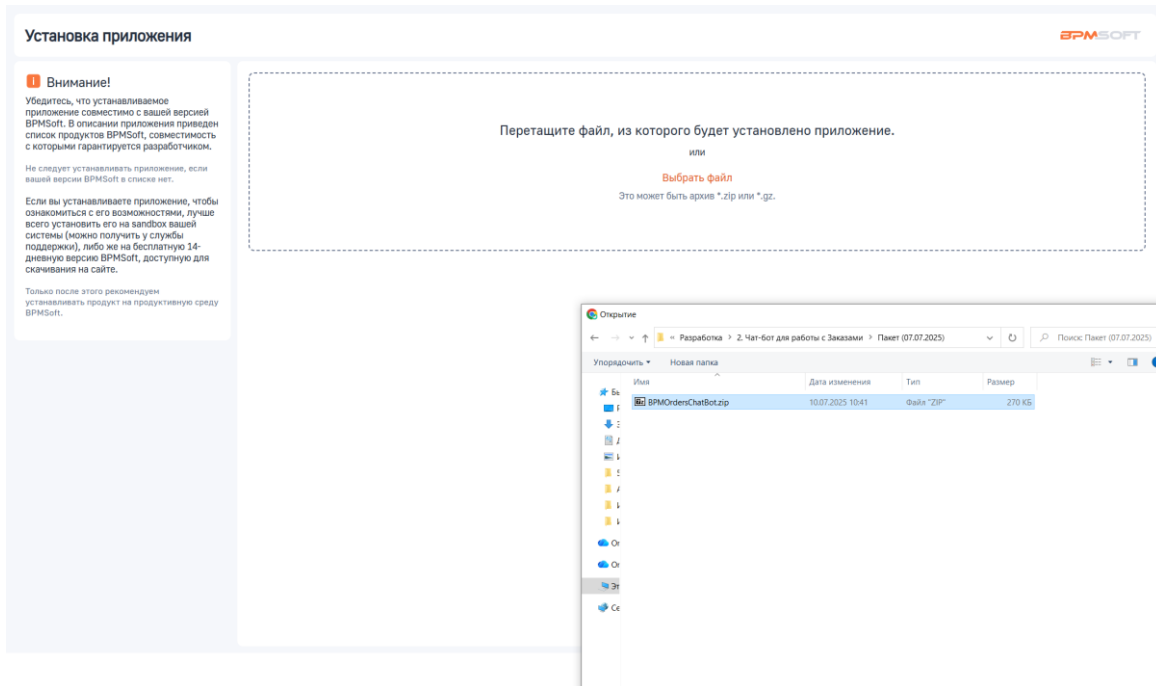 Установка приложения
BPMSOFT
Внимание!
Убедитесь, что устанавливаемое
приложение совместимо с вашей версией
BPMSoft. В описании приложения приведен
список продуктов BPMSoft, совместимость
с которыми гарантируется разработчиком.
Не следует устанавливать приложение, если
вашей версии BPMSoft в списке нет.
Если вы устанавливаете приложение, чтобы
ознакомиться с его возможностями, лучше
всего установить его на sandbox вашей
системы (можно получить у службы
поддержки), либо же на бесплатную 14-
дневную версию BPMSoft, доступную для
скачивания на сайте.
Только после этого рекомендуем
устанавливать продукт на продуктивную среду
BPMSoft.
Перетащите файл, из которого будет установлено приложение.
или
Выбрать файл
Это может быть архив *.zip или *.gz.
Открытие
« Разработка > 2. Чат-бот для работы с Заказами > Пакет (07.07.2025)
Поиск: Пакет (07.07.2025)
Упорядочить
Новая папка
Имя
Дата изменения
Тип
Размер
BPMOrdersChatBot.zip
10.07.2025 10:41
Файл "ZIP"
270 КБ
Бы
On
On
Эт
Се